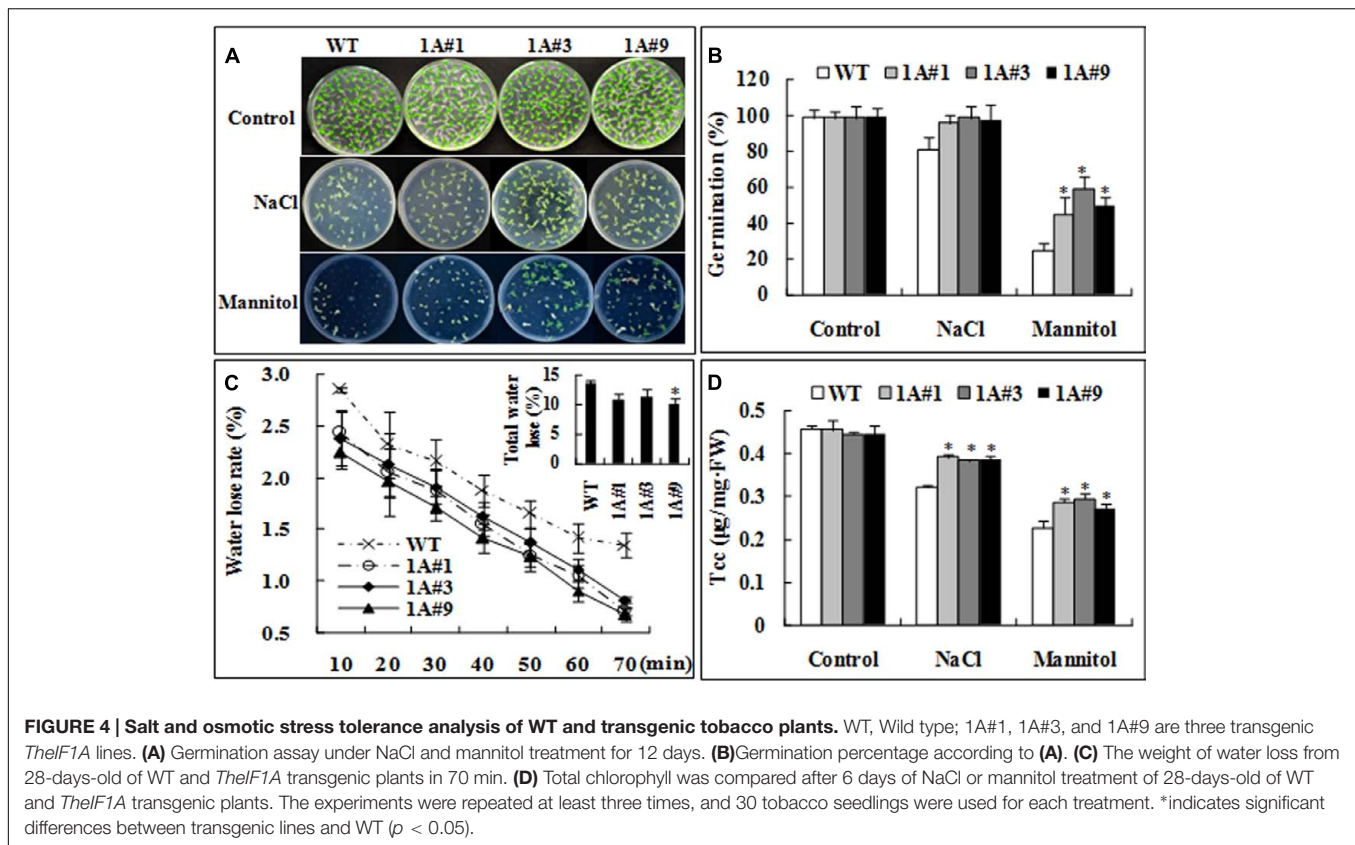 A
WT 1A#1 1A#3 1A#9
Control
NaCl
Mannitol
B
WT 1A#1 1A#3 1A#9
Germination (%)
120
100
80
60
40
20
0
* * *
Control NaCl Mannitol
C
Water lose rate (%)
3.0
2.5
2.0
1.5
1.0
0.5
10 20 30 40 50 60 70 (min)
WT
1A#1
1A#3
1A#9
Total water
lose (%)
15
10
5
0
*
WT 1A#1 1A#3 1A#9
D
WT 1A#1 1A#3 1A#9
Tcc (µg/mg·FW)
0.5
0.4
0.3
0.2
0.1
0
* * *
* * *
Control NaCl Mannitol
FIGURE 4 | Salt and osmotic stress tolerance analysis of WT and transgenic tobacco plants. WT, Wild type; 1A#1, 1A#3, and 1A#9 are three transgenic
TheIF1A lines. (A) Germination assay under NaCl and mannitol treatment for 12 days. (B)Germination percentage according to (A). (C) The weight of water loss from
28-days-old of WT and TheIF1A transgenic plants in 70 min. (D) Total chlorophyll was compared after 6 days of NaCl or mannitol treatment of 28-days-old of WT
and TheIF1A transgenic plants. The experiments were repeated at least three times, and 30 tobacco seedlings were used for each treatment. *indicates significant
differences between transgenic lines and WT (p < 0.05).